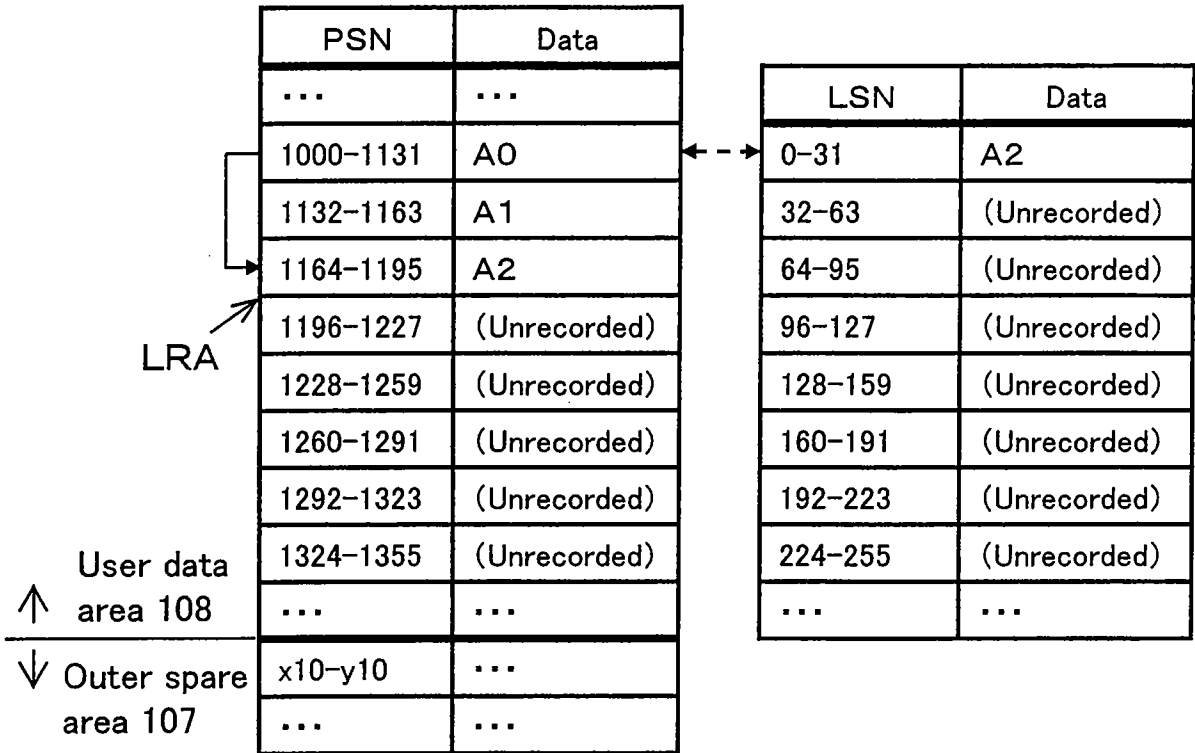 PSN Data
... ...
1000-1131 A0
1132-1163 A1
1164-1195 A2
1196-1227 (Unrecorded)
1228-1259 (Unrecorded)
1260-1291 (Unrecorded)
1292-1323 (Unrecorded)
1324-1355 (Unrecorded)
... ...
x10-y10 ...
... ...
LRA
User data
↑ area 108
↓ Outer spare
area 107
LSN Data
0-31 A2
32-63 (Unrecorded)
64-95 (Unrecorded)
96-127 (Unrecorded)
128-159 (Unrecorded)
160-191 (Unrecorded)
192-223 (Unrecorded)
224-255 (Unrecorded)
... ...